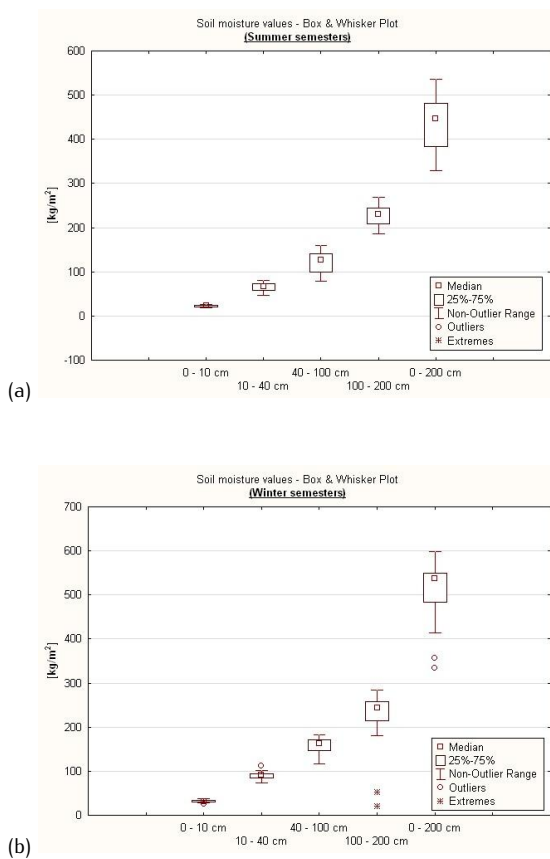 Soil moisture values - Box & Whisker Plot
(Summer semesters)
600
500
400
300
200
100
0
-100
[kg/m²]
Median
25%-75%
Non-Outlier Range
Outliers
Extremes
0 - 10 cm
40 - 100 cm
0 - 200 cm
10 - 40 cm
100 - 200 cm
(a)
Soil moisture values - Box & Whisker Plot
(Winter semesters)
700
600
500
400
300
200
100
0
[kg/m²]
Median
25%-75%
Non-Outlier Range
Outliers
Extremes
0 - 10 cm
40 - 100 cm
0 - 200 cm
10 - 40 cm
100 - 200 cm
(b)